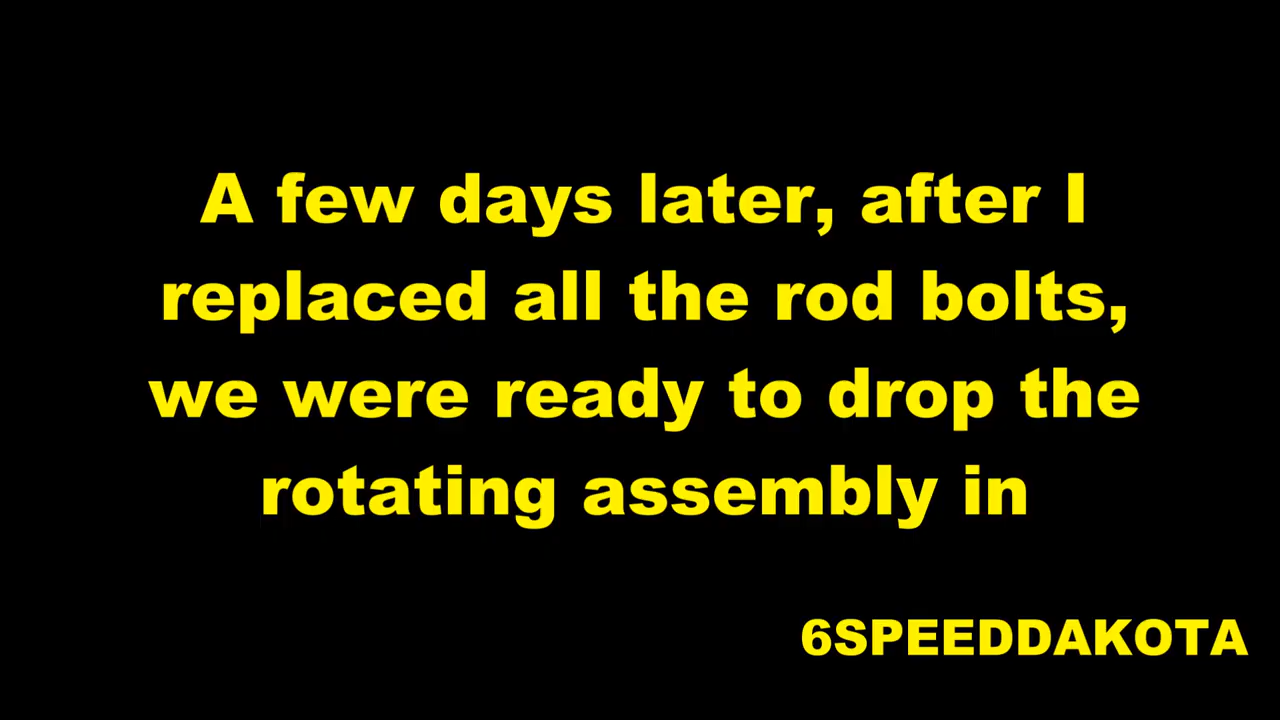 A few days later, after I
replaced all the rod bolts,
we were ready to drop the
rotating assembly in
6SPEEDDAKOTA